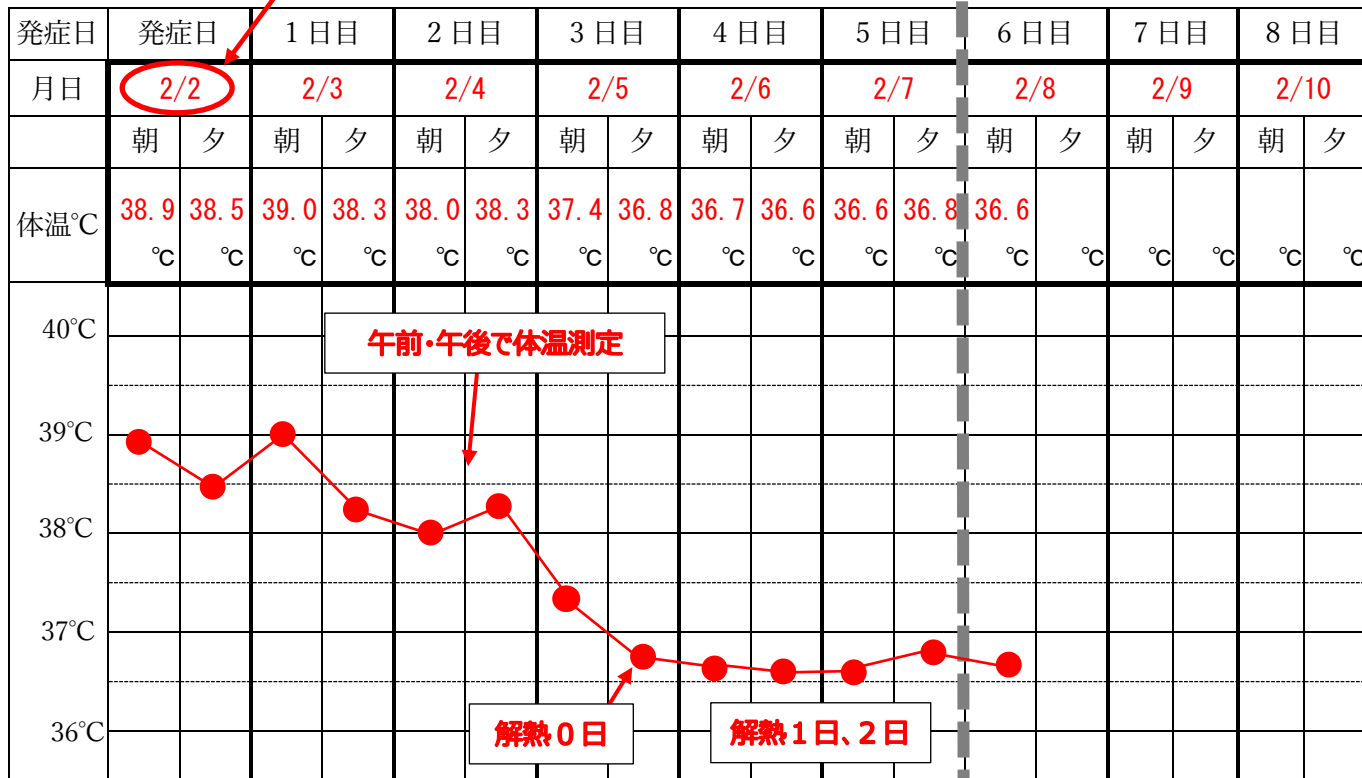 発症日 発症日 1日目 2日目 3日目 4日目 5日目 6日目 7日目 8日目
月日 2/2 2/3 2/4 2/5 2/6 2/7 2/8 2/9 2/10
朝 夕 朝 夕 朝 夕 朝 夕 朝 夕 朝 夕 朝 夕 朝 夕 朝 夕
体温℃ 38.9 38.5 39.0 38.3 38.0 38.3 37.4 36.8 36.7 36.6 36.6 36.8 36.6
℃ ℃ ℃ ℃ ℃ ℃ ℃ ℃ ℃ ℃ ℃ ℃ ℃ ℃ ℃ ℃ ℃ ℃
40℃
午前・午後で体温測定
39℃
38℃
37℃
解熱0日 解熱1日、2日
36℃